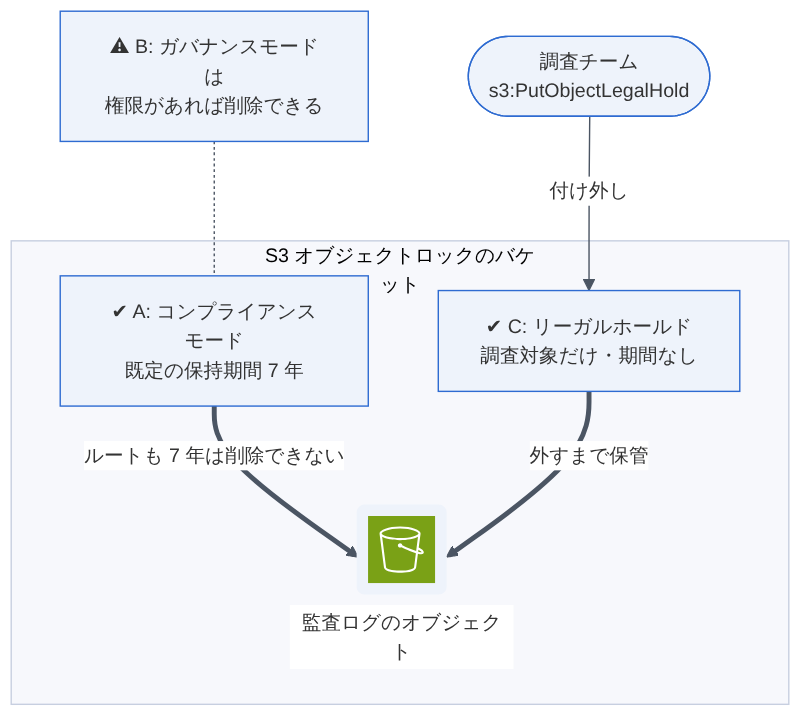 ⚠ B: ガバナンスモード
は
権限があれば削除できる
調査チーム
s3:PutObjectLegalHold
付け外し
S3 オブジェクトロックのバケ
ット
✔ A: コンプライアンス
モード
既定の保持期間 7 年
✔ C: リーガルホールド
調査対象だけ・期間なし
ルートも 7 年は削除できない
外すまで保管
監査ログのオブジェク
ト